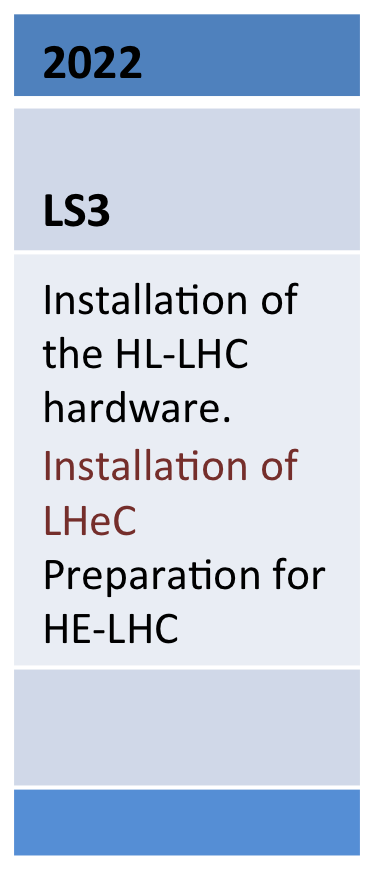 2022
LS3
Installation of
the HL-LHC
hardware.
Installation of
LHeC
Preparation for
HE-LHC